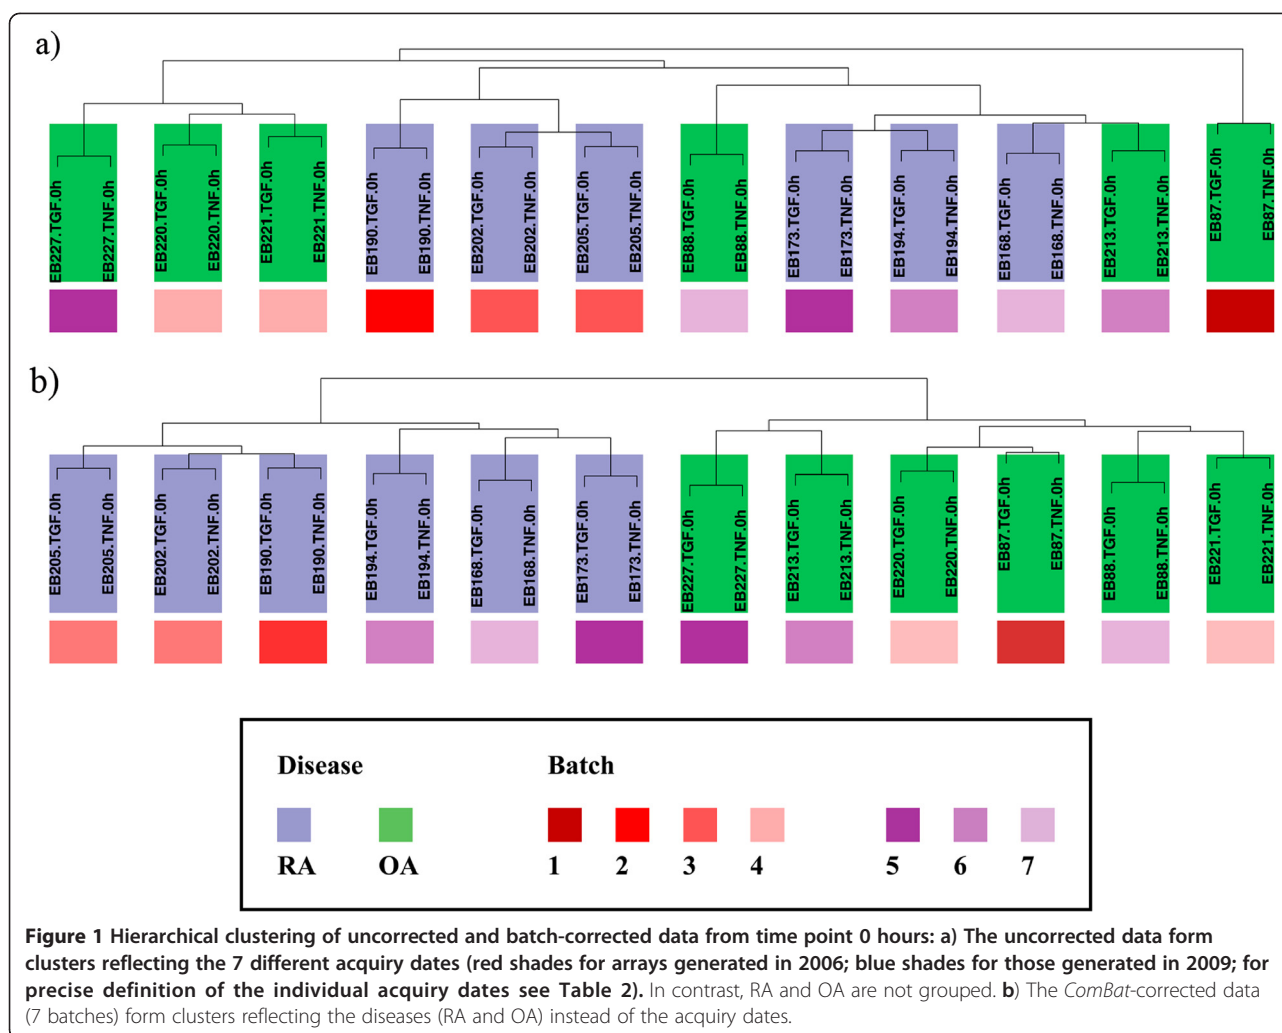 a)
EB227.TGF.0h
EB227.TNF.0h
EB220.TGF.0h
EB220.TNF.0h
EB221.TGF.0h
EB221.TNF.0h
EB190.TGF.0h
EB190.TNF.0h
EB202.TGF.0h
EB202.TNF.0h
EB205.TGF.0h
EB205.TNF.0h
EB88.TGF.0h
EB88.TNF.0h
EB173.TGF.0h
EB173.TNF.0h
EB194.TGF.0h
EB194.TNF.0h
EB168.TGF.0h
EB168.TNF.0h
EB213.TGF.0h
EB213.TNF.0h
EB87.TGF.0h
EB87.TNF.0h
b)
EB205.TGF.0h
EB205.TNF.0h
EB202.TGF.0h
EB202.TNF.0h
EB190.TGF.0h
EB190.TNF.0h
EB194.TGF.0h
EB194.TNF.0h
EB168.TGF.0h
EB168.TNF.0h
EB173.TGF.0h
EB173.TNF.0h
EB227.TGF.0h
EB227.TNF.0h
EB213.TGF.0h
EB213.TNF.0h
EB220.TGF.0h
EB220.TNF.0h
EB87.TGF.0h
EB87.TNF.0h
EB88.TGF.0h
EB88.TNF.0h
EB221.TGF.0h
EB221.TNF.0h
Disease Batch
RA OA 1 2 3 4 5 6 7
Figure 1 Hierarchical clustering of uncorrected and batch-corrected data from time point 0 hours: a) The uncorrected data form
clusters reflecting the 7 different acquiry dates (red shades for arrays generated in 2006; blue shades for those generated in 2009; for
precise definition of the individual acquiry dates see Table 2). In contrast, RA and OA are not grouped. b) The ComBat-corrected data
(7 batches) form clusters reflecting the diseases (RA and OA) instead of the acquiry dates.